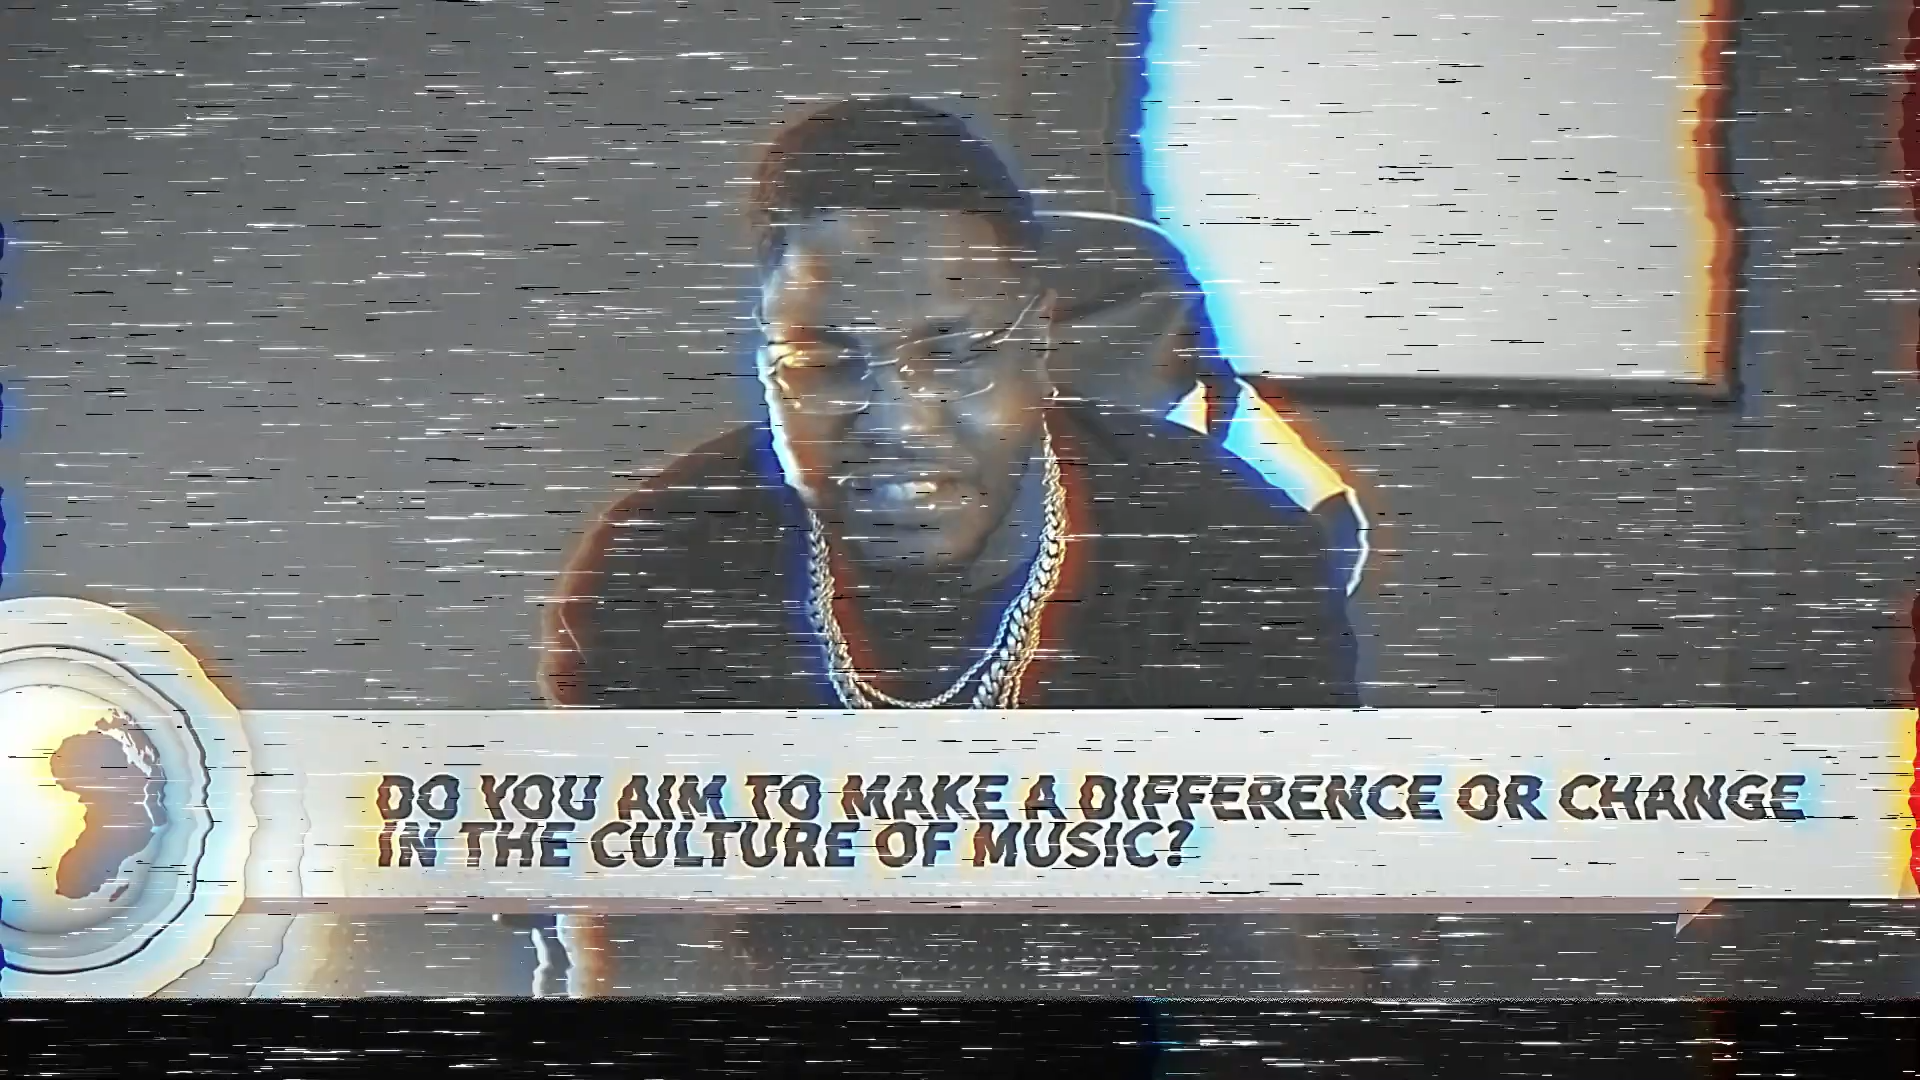 DO YOU AIM TO MAKE A DIFFERENCE OR CHANGE
IN THE CULTURE OF MUSIC?